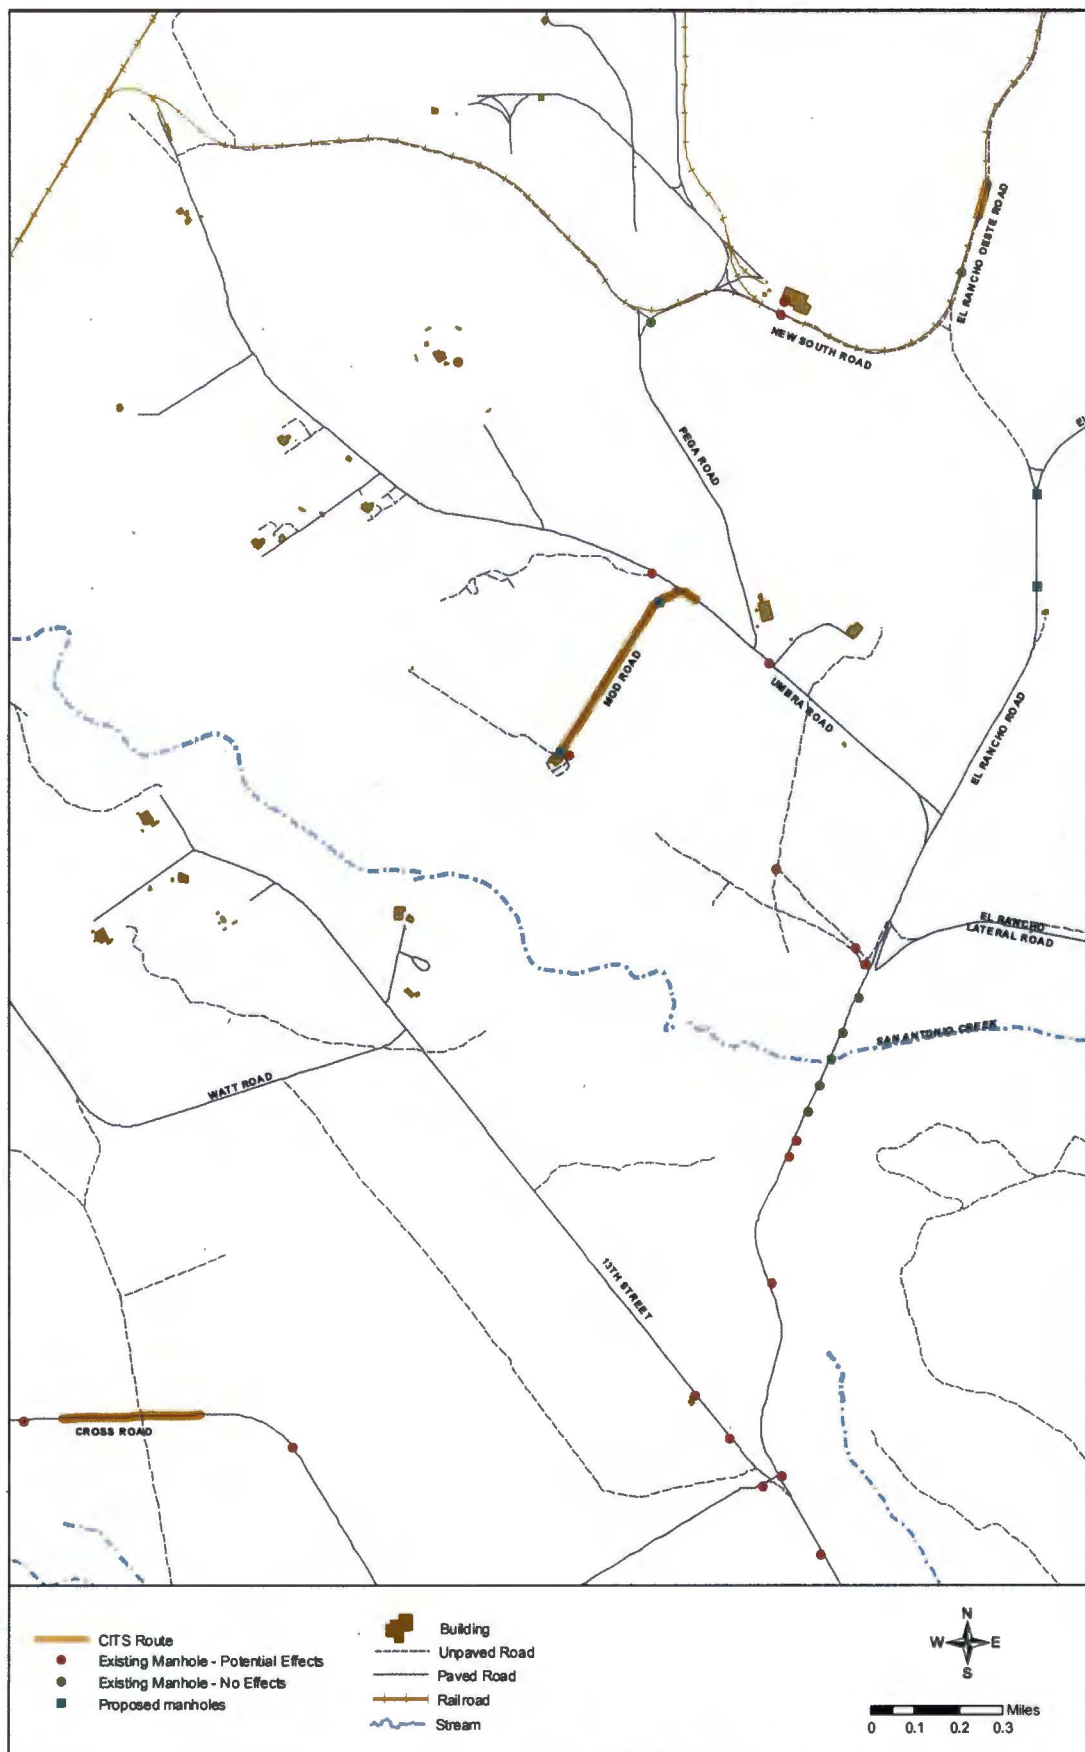 EL RANCHO OESTE ROAD
NEW SOUTH ROAD
PEGA ROAD
MOD ROAD
UMBRA ROAD
EL RANCHO ROAD
EL RANCHO
LATERAL ROAD
SAN ANTONIO CREEK
WATT ROAD
13TH STREET
CROSS ROAD
CITS Route
Existing Manhole - Potential Effects
Existing Manhole - No Effects
Proposed manholes
Building
Unpaved Road
Paved Road
Railroad
Stream
N
W E
S
Miles
0 0.1 0.2 0.3